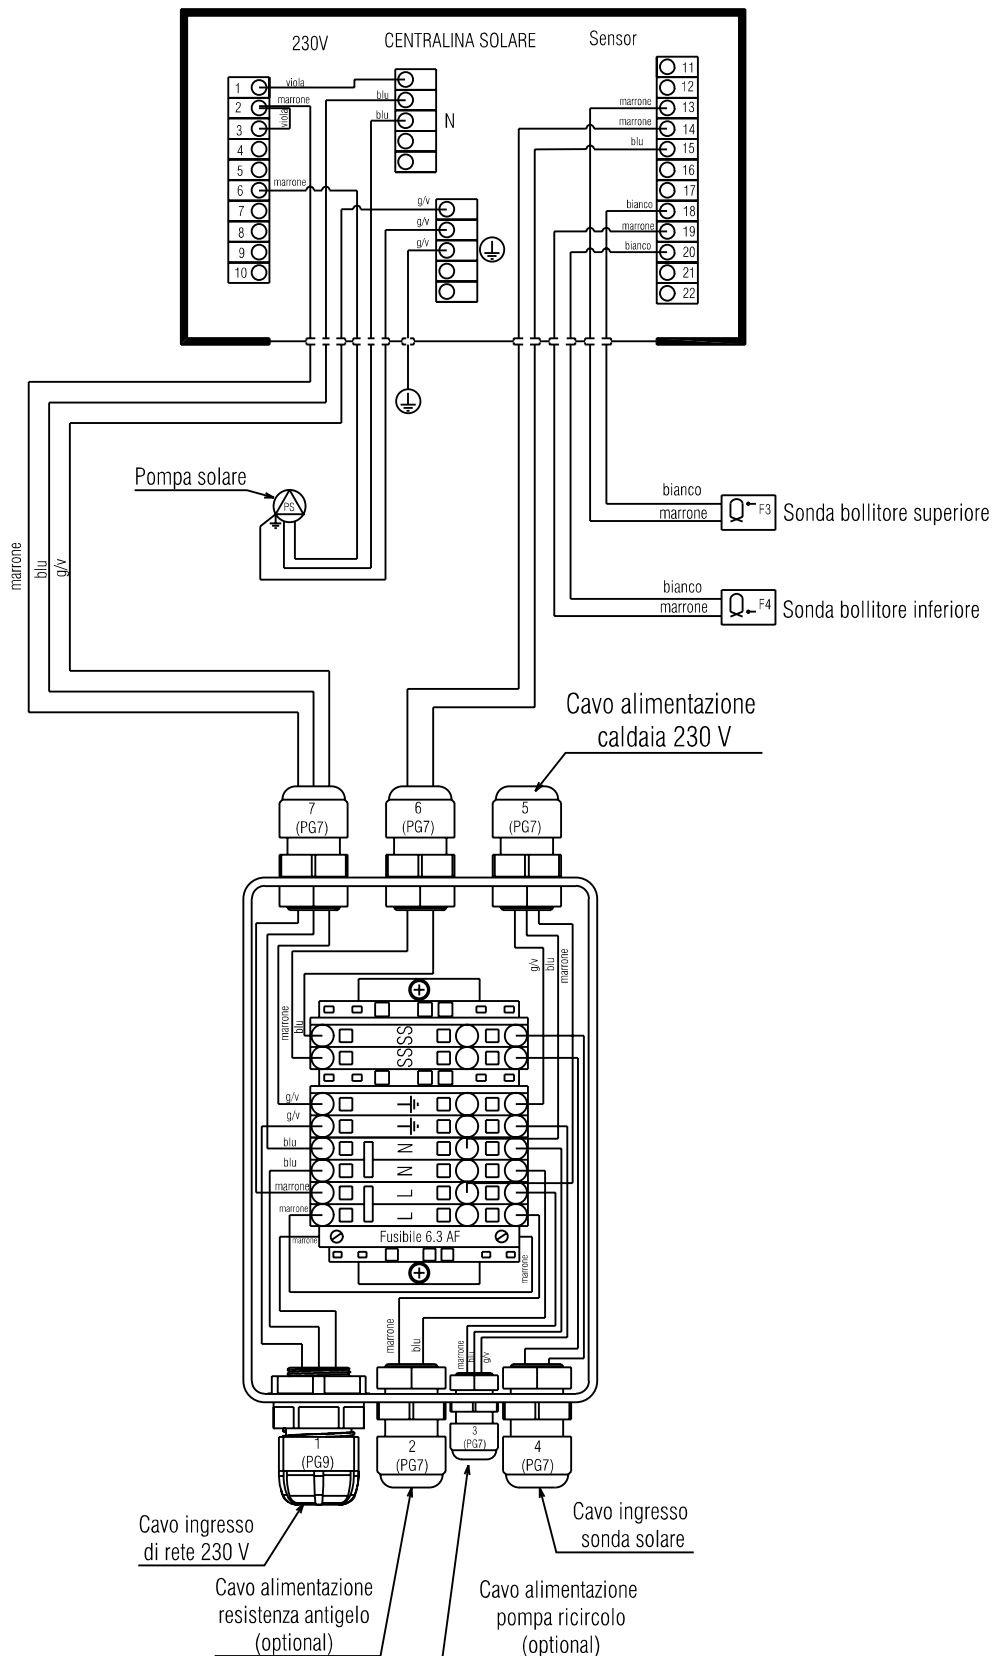 230V
CENTRALINA SOLARE
Sensor
1
2
3
4
5
6
7
8
9
10
viola
marrone
viola
marrone
blu
blu
N
g/v
g/v
g/v
11
12
13
14
15
16
17
18
19
20
21
22
marrone
marrone
blu
bianco
marrone
bianco
Pompa solare
PS
marrone
blu
g/v
bianco
marrone
F3
Sonda bollitore superiore
bianco
marrone
F4
Sonda bollitore inferiore
Cavo alimentazione
caldaia 230 V
7
(PG7)
6
(PG7)
5
(PG7)
marrone
blu
g/v
blu
marrone
SS
SS
g/v
g/v
blu
blu
marrone
marrone
marrone
N
N
L
L
Fusibile 6.3 AF
marrone
marrone
blu
marrone
blu
g/v
1
(PG9)
2
(PG7)
3
(PG7)
4
(PG7)
Cavo ingresso
di rete 230 V
Cavo ingresso
sonda solare
Cavo alimentazione
resistenza antigelo
(optional)
Cavo alimentazione
pompa ricircolo
(optional)